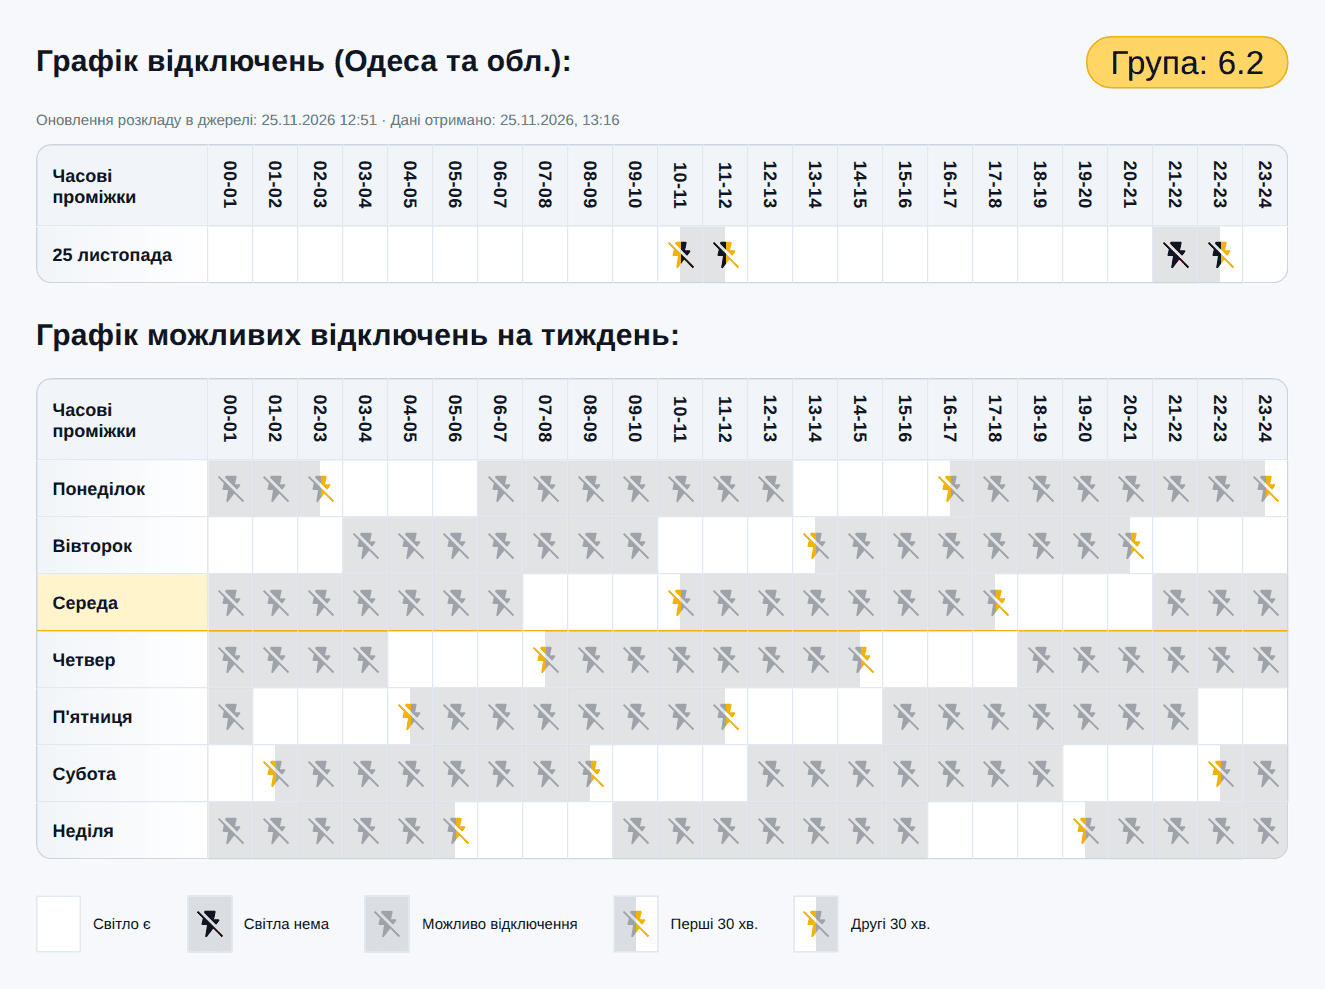 Графік відключень (Одеса та обл.):
Група: 6.2
Оновлення розкладу в джерелі: 25.11.2026 12:51 · Дані отримано: 25.11.2026, 13:16
Часові
проміжки
00-01
01-02
02-03
03-04
04-05
05-06
06-07
07-08
08-09
09-10
10-11
11-12
12-13
13-14
14-15
15-16
16-17
17-18
18-19
19-20
20-21
21-22
22-23
23-24
25 листопада
Графік можливих відключень на тиждень:
Часові
проміжки
00-01
01-02
02-03
03-04
04-05
05-06
06-07
07-08
08-09
09-10
10-11
11-12
12-13
13-14
14-15
15-16
16-17
17-18
18-19
19-20
20-21
21-22
22-23
23-24
Понеділок
Вівторок
Середа
Четвер
П'ятниця
Субота
Неділя
Світло є
Світла нема
Можливо відключення
Перші 30 хв.
Другі 30 хв.